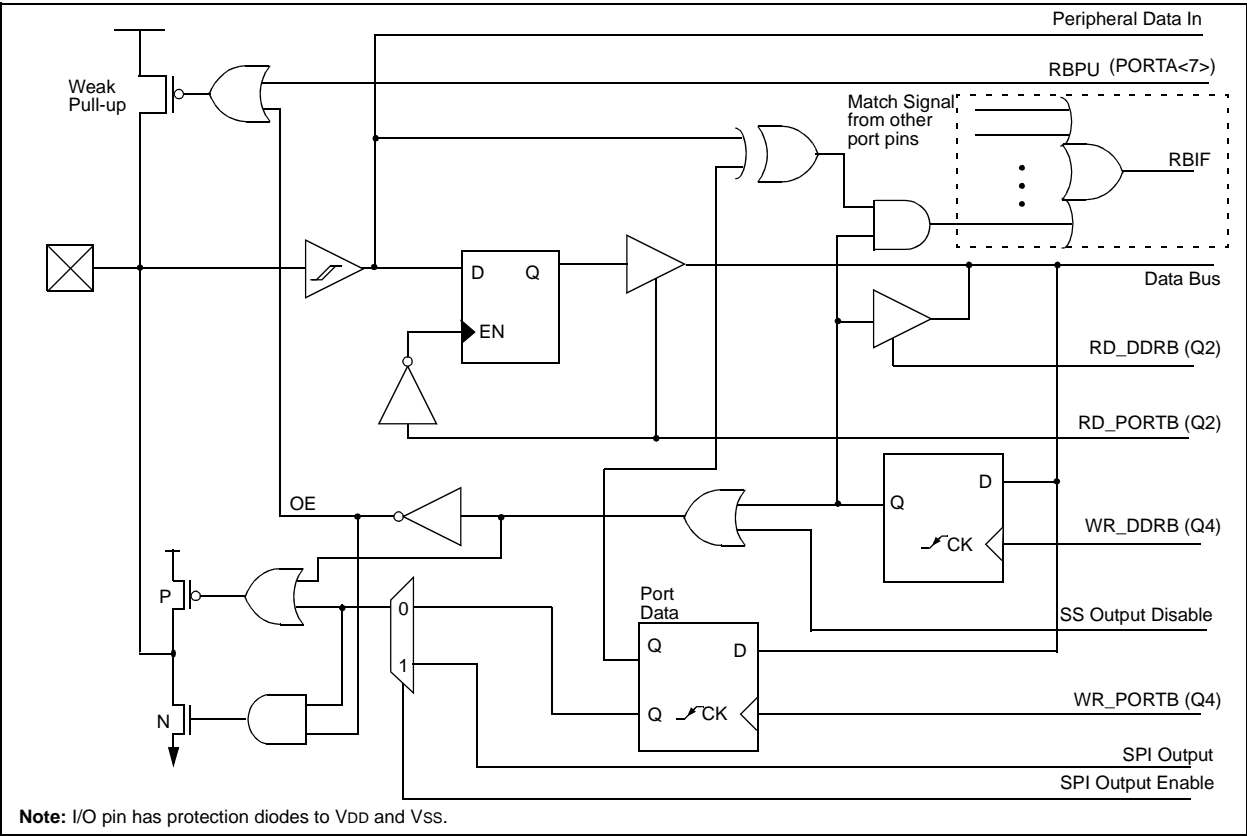 Peripheral Data In
RBPU (PORTA<7>)
Weak
Pull-up
Match Signal
from other
port pins
RBIF
D Q
EN
Data Bus
RD_DDRB (Q2)
RD_PORTB (Q2)
OE
D
Q
CK
WR_DDRB (Q4)
P
0
Port
Data
SS Output Disable
Q
D
1
N
Q
CK
WR_PORTB (Q4)
SPI Output
SPI Output Enable
Note: I/O pin has protection diodes to VDD and VSS.